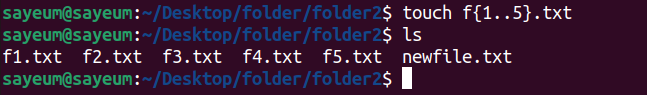 sayeum@sayeum:~/Desktop/folder/folder2$ touch f{1..5}.txt
sayeum@sayeum:~/Desktop/folder/folder2$ ls
f1.txt  f2.txt  f3.txt  f4.txt  f5.txt  newfile.txt
sayeum@sayeum:~/Desktop/folder/folder2$